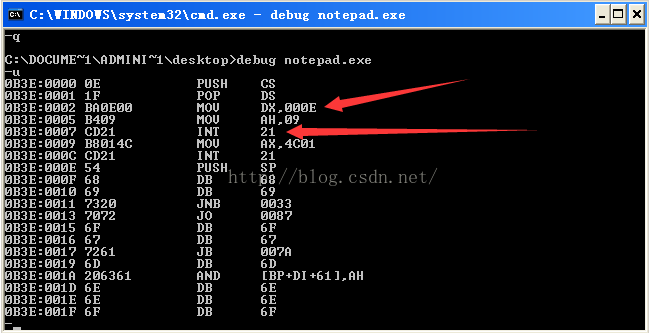 C:\WINDOWS\system32\cmd.exe - debug notepad.exe
-q
C:\DOCUME~1\ADMINI~1\desktop>debug notepad.exe
-u
0B3E:0000 0E PUSH CS
0B3E:0001 1F POP DS
0B3E:0002 BA0E00 MOV DX,000E
0B3E:0005 B409 MOV AH,09
0B3E:0007 CD21 INT 21
0B3E:0009 B8014C MOV AX,4C01
0B3E:000C CD21 INT 21
0B3E:000E 54 PUSH SP
0B3E:000F 68 DB 68
0B3E:0010 69 DB 69
0B3E:0011 7320 JNB 0033
0B3E:0013 7072 JO 0087
0B3E:0015 6F DB 6F
0B3E:0016 67 DB 67
0B3E:0017 7261 JB 007A
0B3E:0019 6D DB 6D
0B3E:001A 206361 AND [BP+DI+61],AH
0B3E:001D 6E DB 6E
0B3E:001E 6E DB 6E
0B3E:001F 6F DB 6F
-
http://blog.csdn.net/